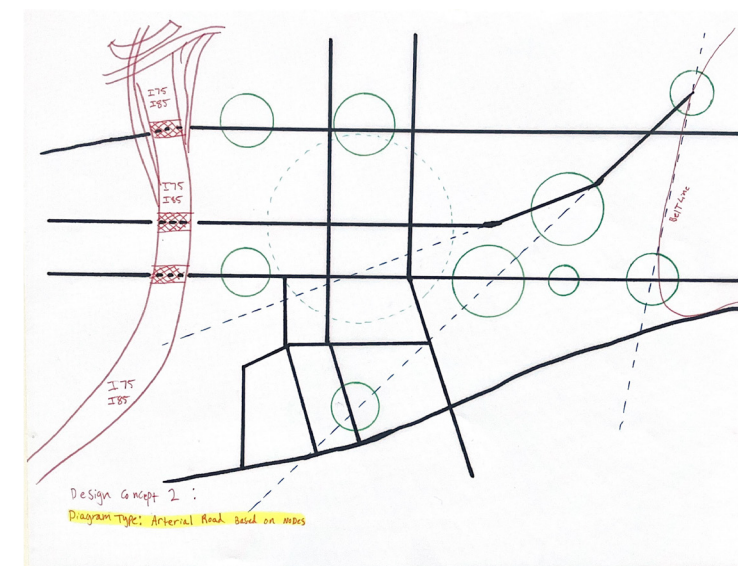 I75
I85
I75
I85
BeltLine
I75
I85
Design Concept 2 :
Diagram Type: Arterial Road Based on Nodes